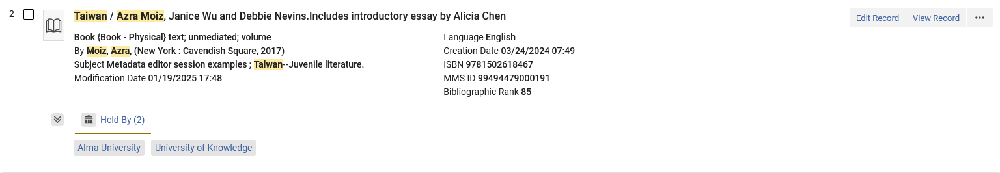 2
Taiwan / Azra Moiz, Janice Wu and Debbie Nevins.Includes introductory essay by Alicia Chen
Edit Record
View Record
Book {Book - Physical} text; unmediated; volume
By Moiz, Azra, (New York : Cavendish Square, 2017)
Subject Metadata editor session examples ; Taiwan--Juvenile literature.
Modification Date 01/19/2025 17:48
Language English
Creation Date 03/24/2024 07:49
ISBN 9781502618467
MMS ID 99494479000191
Bibliographic Rank 85
Held By (2)
Alma University
University of Knowledge